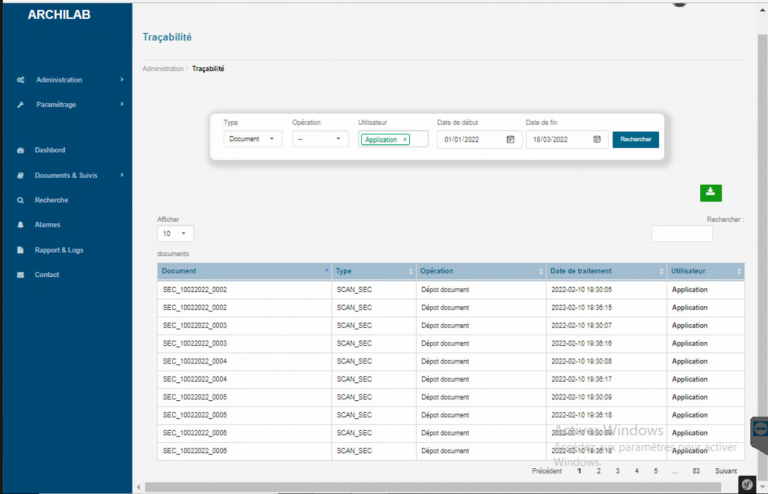 ARCHILAB
Traçabilité
Administration / Traçabilité
Administration
Paramétrage
Dashbord
Documents & Suivis
Recherche
Alarmes
Rapport & Logs
Contact
Type Opération Utilisateur Date de début Date de fin
Document -- Application × 01/01/2022 18/03/2022 Rechercher
Afficher Rechercher :
10
documents
Document Type Opération Date de traitement Utilisateur
SEC_10022022_0002 SCAN_SEC Dépot document 2022-02-10 19:30:05 Application
SEC_10022022_0002 SCAN_SEC Dépot document 2022-02-10 19:36:15 Application
SEC_10022022_0003 SCAN_SEC Dépot document 2022-02-10 19:30:07 Application
SEC_10022022_0003 SCAN_SEC Dépot document 2022-02-10 19:36:16 Application
SEC_10022022_0004 SCAN_SEC Dépot document 2022-02-10 19:30:08 Application
SEC_10022022_0004 SCAN_SEC Dépot document 2022-02-10 19:36:17 Application
SEC_10022022_0005 SCAN_SEC Dépot document 2022-02-10 19:30:09 Application
SEC_10022022_0005 SCAN_SEC Dépot document 2022-02-10 19:36:18 Application
SEC_10022022_0006 SCAN_SEC Dépot document 2022-02-10 19:30:09 Application
SEC_10022022_0006 SCAN_SEC Dépot document 2022-02-10 19:36:18 Application
Activer Windows
Accédez aux paramètres pour activer
Windows.
Précédent 1 2 3 4 5 ... 83 Suivant